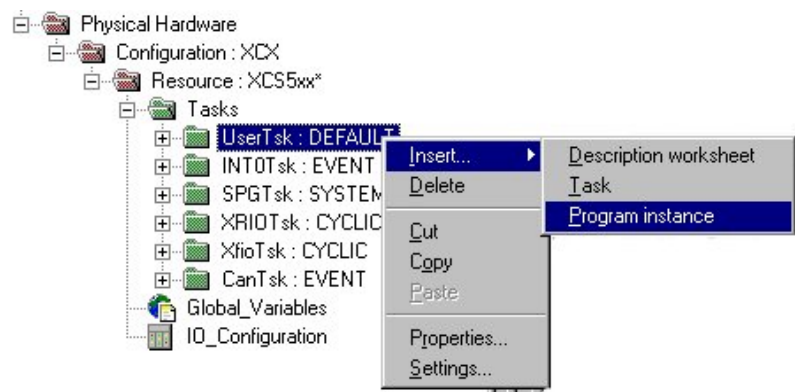 Physical Hardware
Configuration : XCX
Resource : XCS5xx*
Tasks
UserTsk : DEFAULT
INT0Tsk : EVENT
SPGTsk : SYSTEM
XRIOTsk : CYCLIC
XfioTsk : CYCLIC
CanTsk : EVENT
Global_Variables
IO_Configuration
Insert...
Delete
Cut
Copy
Paste
Properties...
Settings...
Description worksheet
Task
Program instance